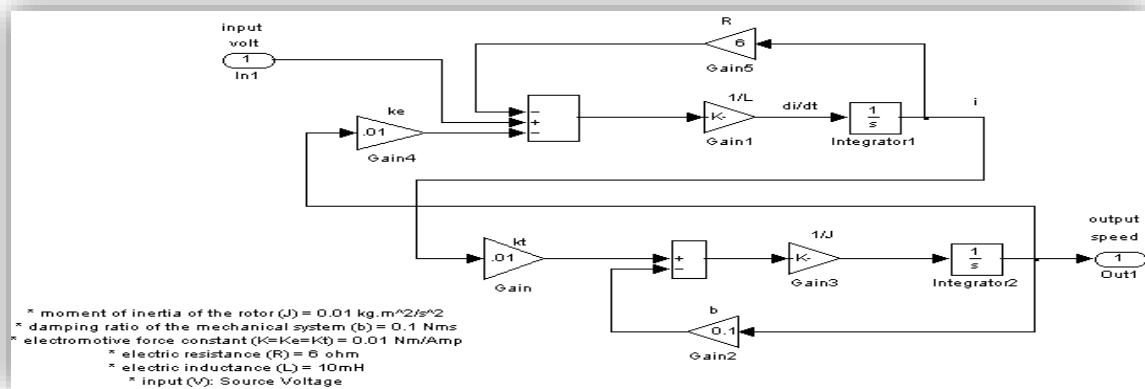 input
volt
1
In1
R
6
Gain5
ke
.01
Gain4
−
+
−
1/L
K-
Gain1
di/dt
1
s
Integrator1
i
kt
.01
Gain
+
−
1/J
K-
Gain3
1
s
Integrator2
output
speed
1
Out1
b
0.1
Gain2
* moment of inertia of the rotor (J) = 0.01 kg.m^2/s^2
* damping ratio of the mechanical system (b) = 0.1 Nms
* electromotive force constant (K=Ke=Kt) = 0.01 Nm/Amp
* electric resistance (R) = 6 ohm
* electric inductance (L) = 10mH
* input (V): Source Voltage